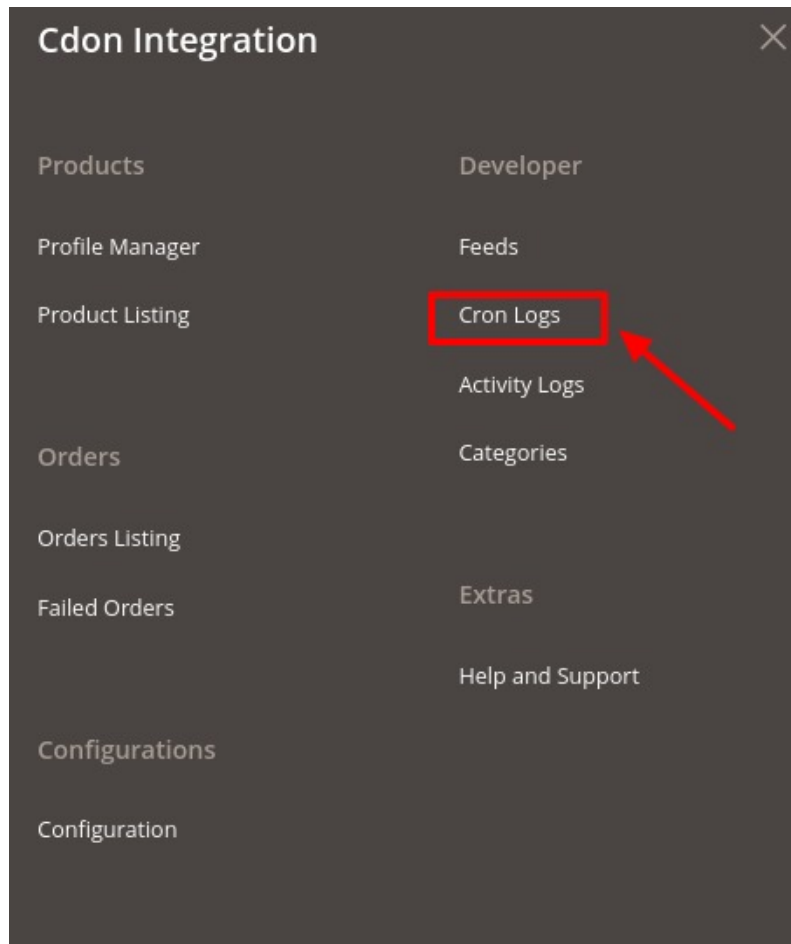 Cdon Integration
Products
Profile Manager
Product Listing
Orders
Orders Listing
Failed Orders
Configurations
Configuration
Developer
Feeds
Cron Logs
Activity Logs
Categories
Extras
Help and Support